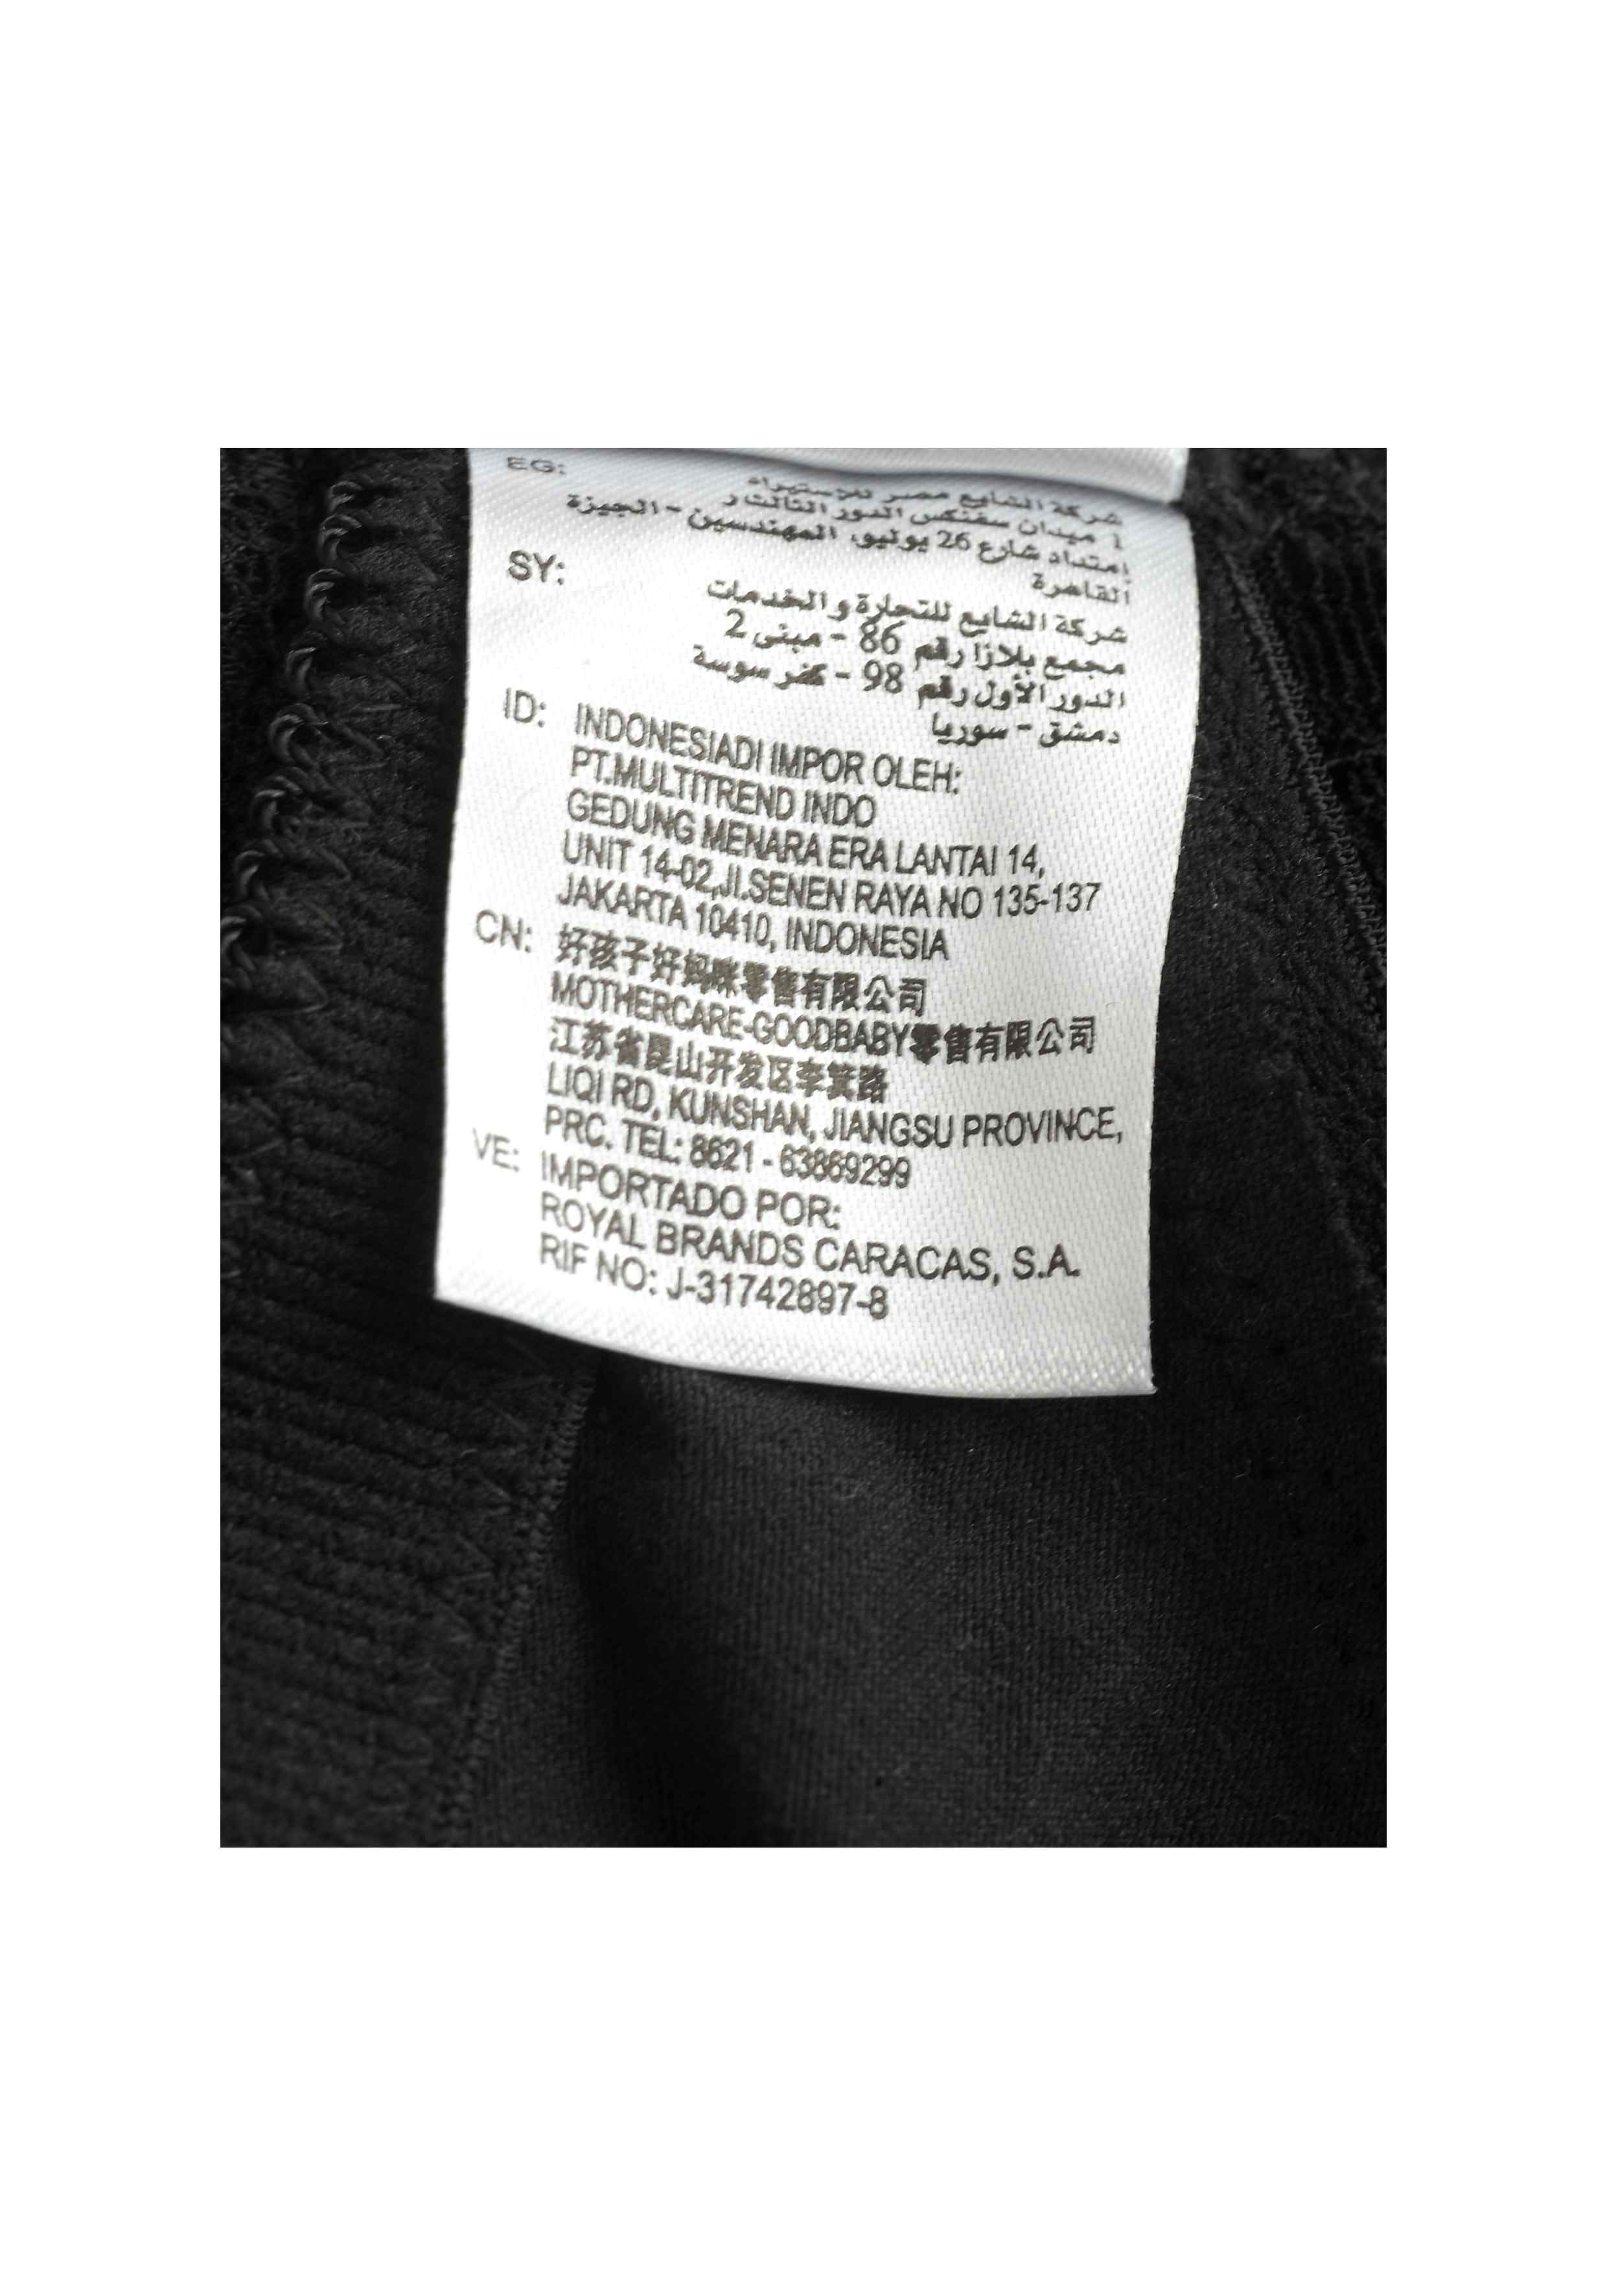 EG:
شركة الشايع مصر للإستيراد
1 ميدان سفنكس الدور الثالث ر
إمتداد شارع 26 يوليو، المهندسين - الجيزة
القاهرة
SY:
شركة الشايع للتجارة و الخدمات
مجمع بلازا رقم 86 - مبنى 2
الدور الأول رقم 98 - كفر سوسة
دمشق - سوريا
ID: INDONESIADI IMPOR OLEH:
PT.MULTITREND INDO
GEDUNG MENARA ERA LANTAI 14,
UNIT 14-02,JI.SENEN RAYA NO 135-137
JAKARTA 10410, INDONESIA
CN: 好孩子好妈咪零售有限公司
MOTHERCARE-GOODBABY零售有限公司
江苏省昆山开发区李箕路
LIQI RD, KUNSHAN, JIANGSU PROVINCE,
PRC. TEL: 8621 - 63869299
VE: IMPORTADO POR:
ROYAL BRANDS CARACAS, S.A.
RIF NO: J-31742897-8